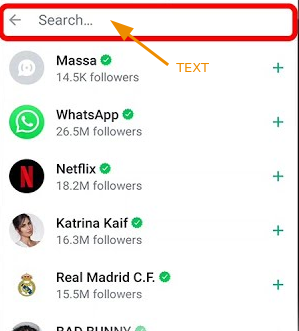 Search...
TEXT
Massa
14.5K followers
WhatsApp
26.5M followers
Netflix
18.2M followers
Katrina Kaif
16.3M followers
Real Madrid C.F.
15.5M followers
BAD BUNNY